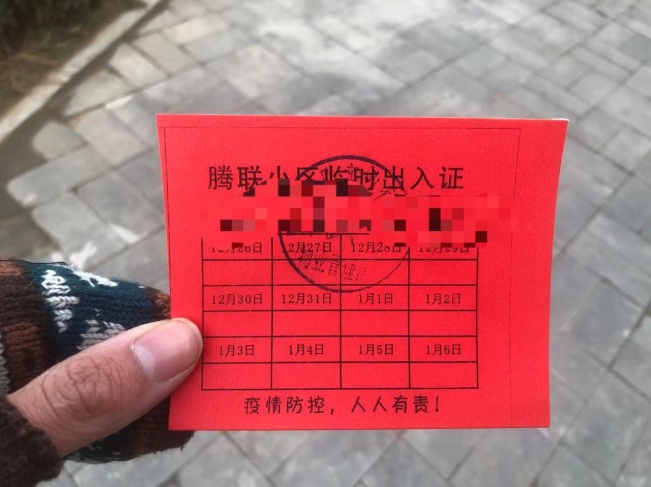 腾联小区临时出入证
12月26日 12月27日 12月28日 12月29日
12月30日 12月31日 1月1日 1月2日
1月3日 1月4日 1月5日 1月6日
疫情防控，人人有责！